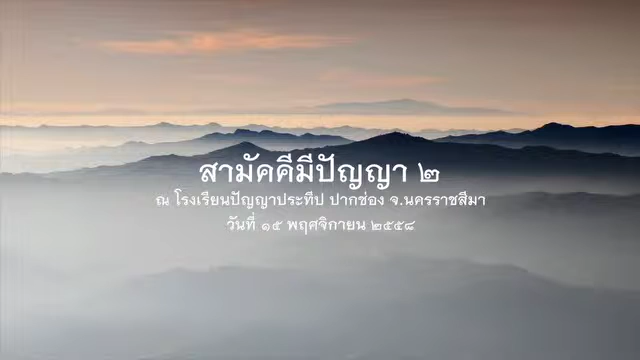 สามัคคีมีปัญญา ๒
ณ โรงเรียนปัญญาประทีป ปากช่อง จ.นครราชสีมา
วันที่ ๑๕ พฤศจิกายน ๒๕๕๘